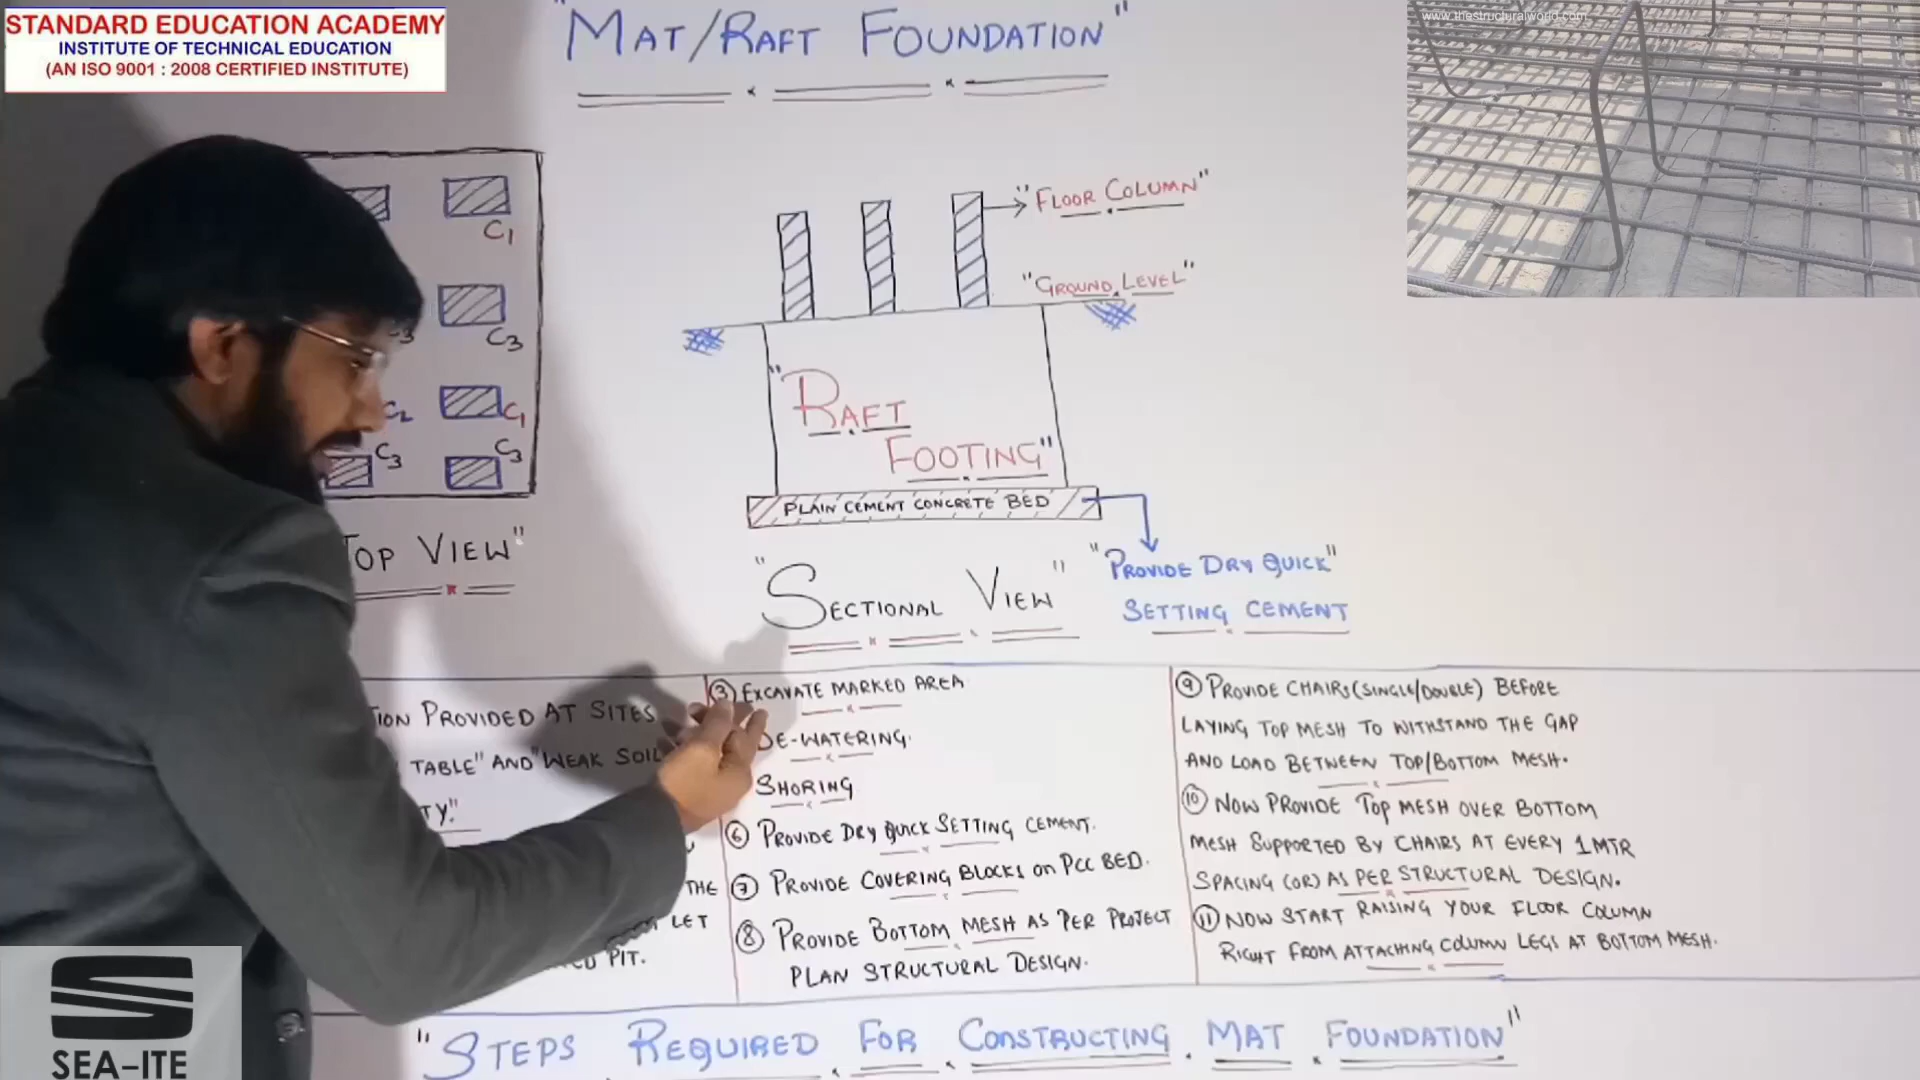 STANDARD EDUCATION ACADEMY
INSTITUTE OF TECHNICAL EDUCATION
(AN ISO 9001 : 2008 CERTIFIED INSTITUTE)
"MAT/RAFT FOUNDATION"
www.thestructuralworld.com
C1
C3
C3
C2
C1
C3
C3
TOP VIEW"
"FLOOR COLUMN"
"GROUND LEVEL"
"RAFT
FOOTING"
PLAIN CEMENT CONCRETE BED
"SECTIONAL VIEW"
"PROVIDE DRY QUICK"
SETTING CEMENT
PROVIDED AT SITES
TABLE" AND "WEAK SOIL
THE
LET
PIT.
③ EXCAVATE MARKED AREA
DE-WATERING.
SHORING
⑥ PROVIDE DRY QUICK SETTING CEMENT.
⑦ PROVIDE COVERING BLOCKS on PCC BED.
⑧ PROVIDE BOTTOM MESH AS PER PROJECT
PLAN STRUCTURAL DESIGN.
⑨ PROVIDE CHAIRS (SINGLE/DOUBLE) BEFORE
LAYING TOP MESH TO WITHSTAND THE GAP
AND LOAD BETWEEN TOP/BOTTOM MESH.
⑩ NOW PROVIDE TOP MESH OVER BOTTOM
MESH SUPPORTED BY CHAIRS AT EVERY 1MTR
SPACING (OR) AS PER STRUCTURAL DESIGN.
⑪ NOW START RAISING YOUR FLOOR COLUMN
RIGHT FROM ATTACHING COLUMN LEGS AT BOTTOM MESH.
"STEPS REQUIRED FOR CONSTRUCTING MAT FOUNDATION"
SEA-ITE